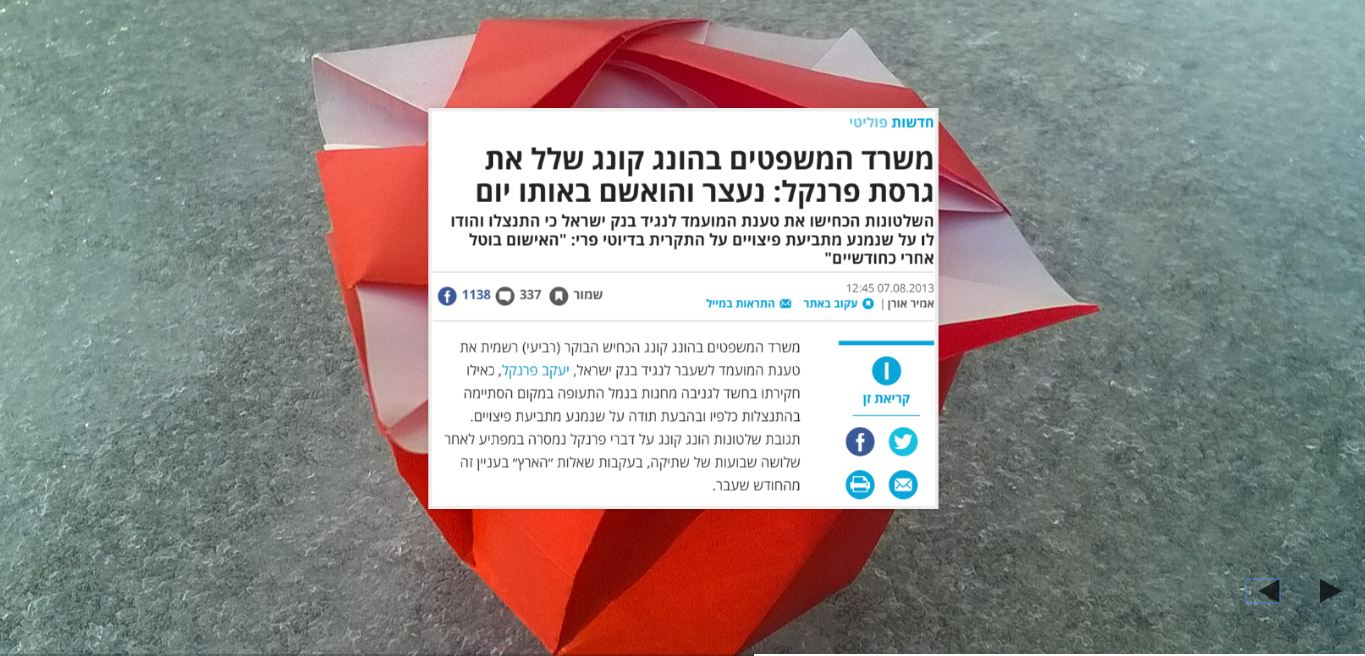 חדשות פוליטי
משרד המשפטים בהונג קונג שלל את
גרסת פרנקל: נעצר והואשם באותו יום
השלטונות הכחישו את טענת המועמד לנגיד בנק ישראל כי התנצלו והודו
לו על שנמנע מתביעת פיצויים על התקרית בדיוטי פרי: "האישום בוטל
אחרי כחודשיים"
07.08.2013 12:45
אמיר אורן | עקוב באתר התראות במייל
שמור 337 1138
קריאת זן
משרד המשפטים בהונג קונג הכחיש הבוקר (רביעי) רשמית את
טענת המועמד לשעבר לנגיד בנק ישראל, יעקב פרנקל, כאילו
חקירתו בחשד לגניבה מחנות בנמל התעופה במקום הסתיימה
בהתנצלות כלפיו ובהבעת תודה על שנמנע מתביעת פיצויים.
תגובת שלטונות הונג קונג על דברי פרנקל נמסרה במפתיע לאחר
שלושה שבועות של שתיקה, בעקבות שאלות ״הארץ״ בעניין זה
מהחודש שעבר.